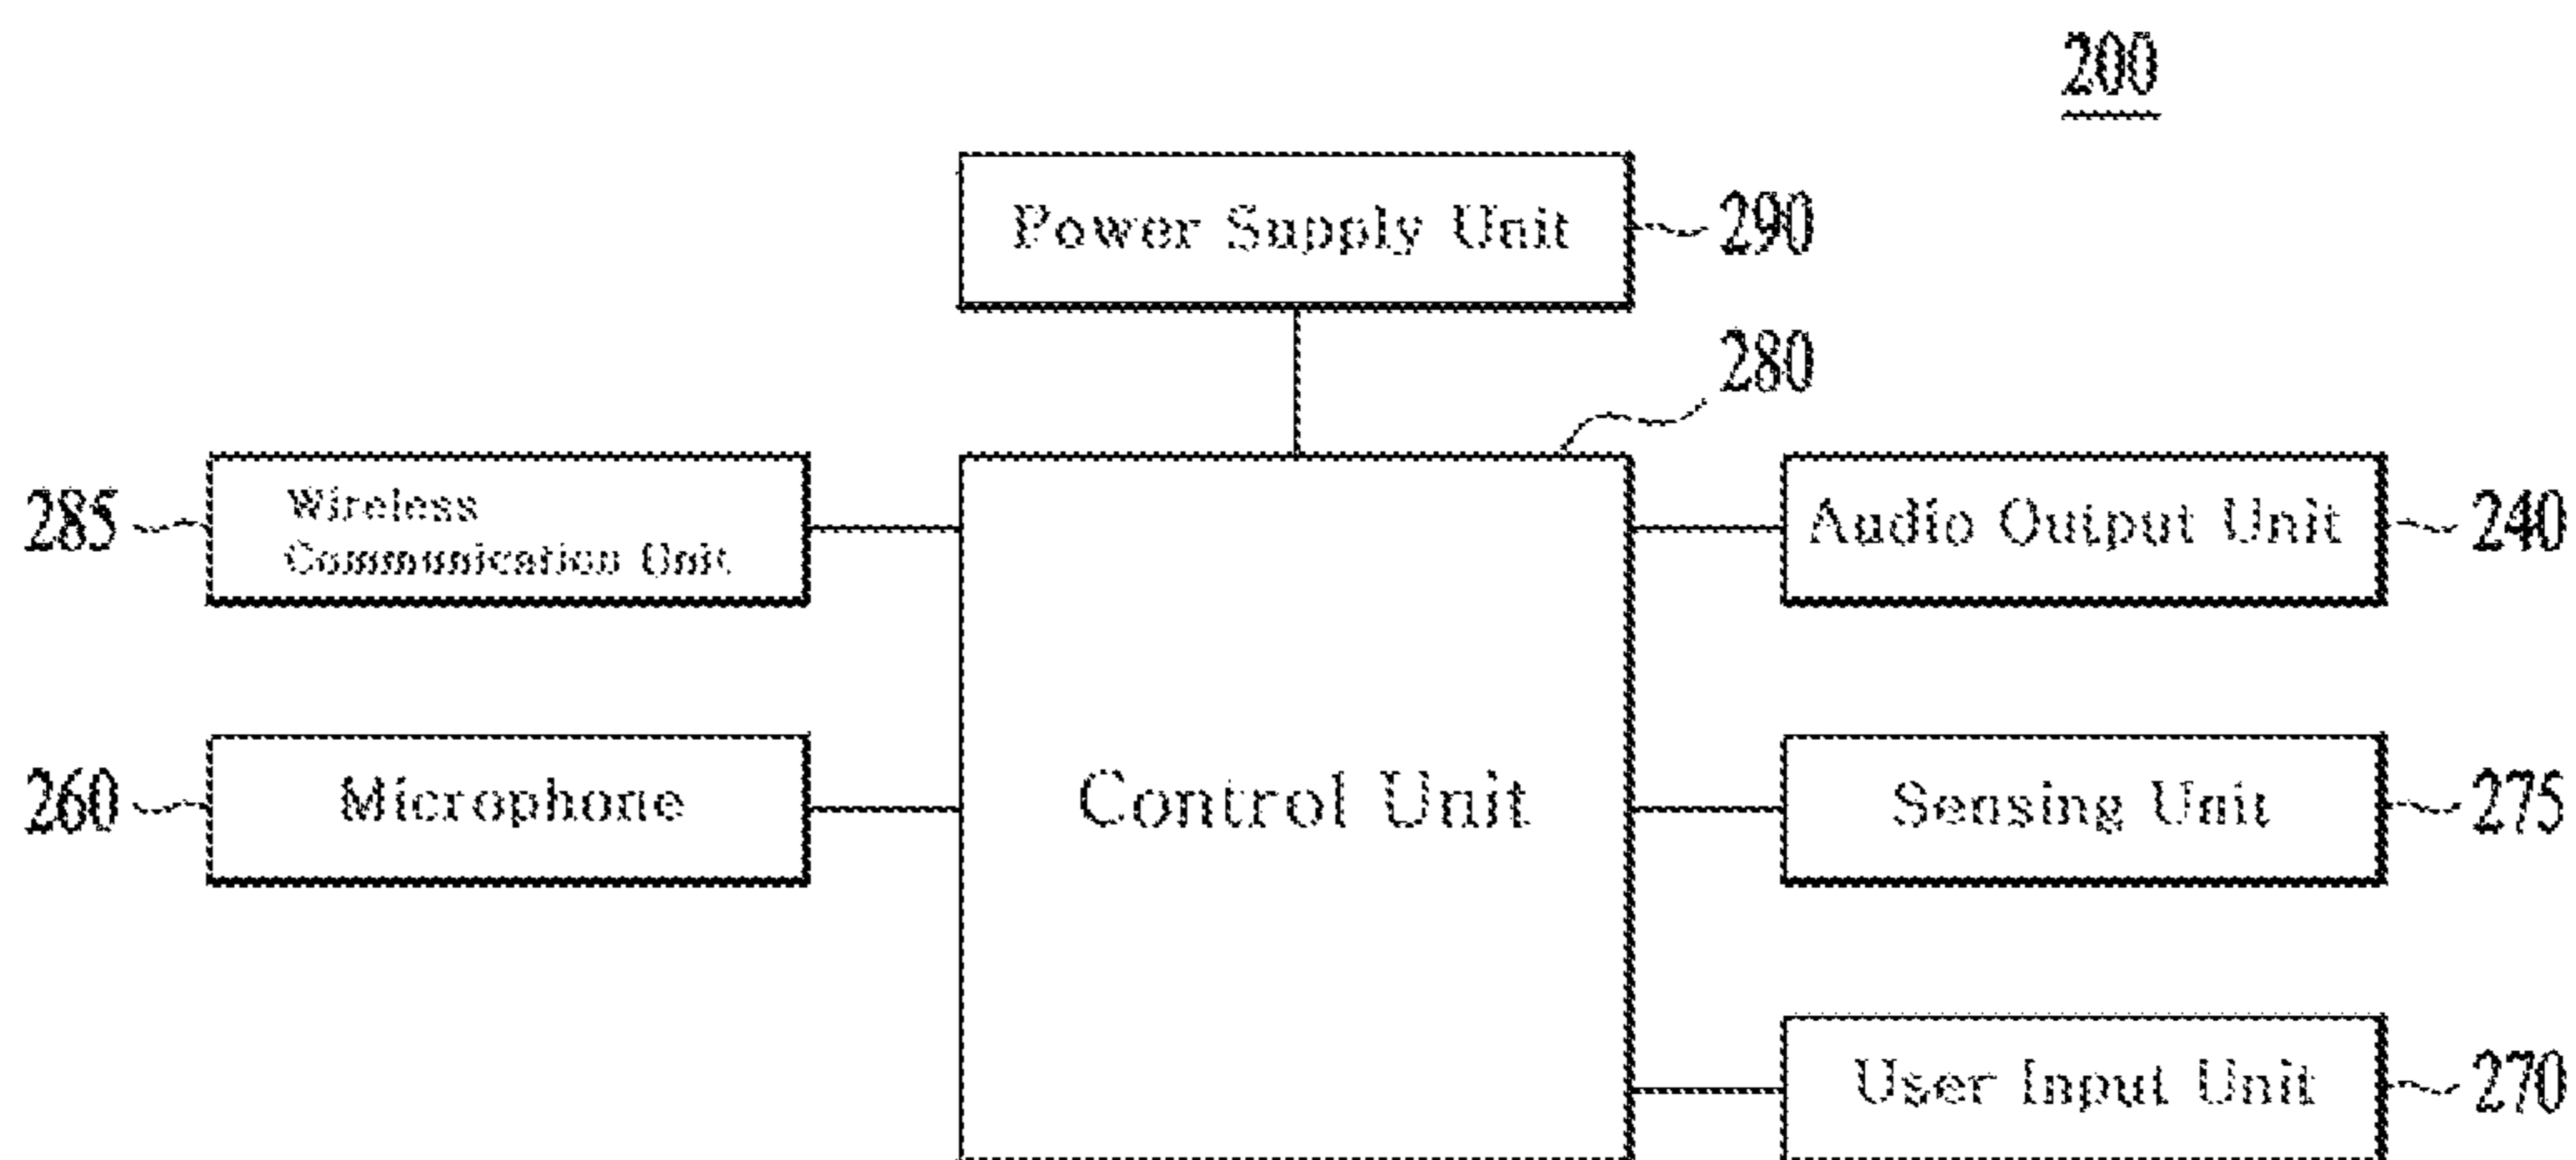 200
Power Supply Unit
290
280
285
Wireless
Communication Unit
Audio Output Unit
240
260
Microphone
Control Unit
Sensing Unit
275
User Input Unit
270